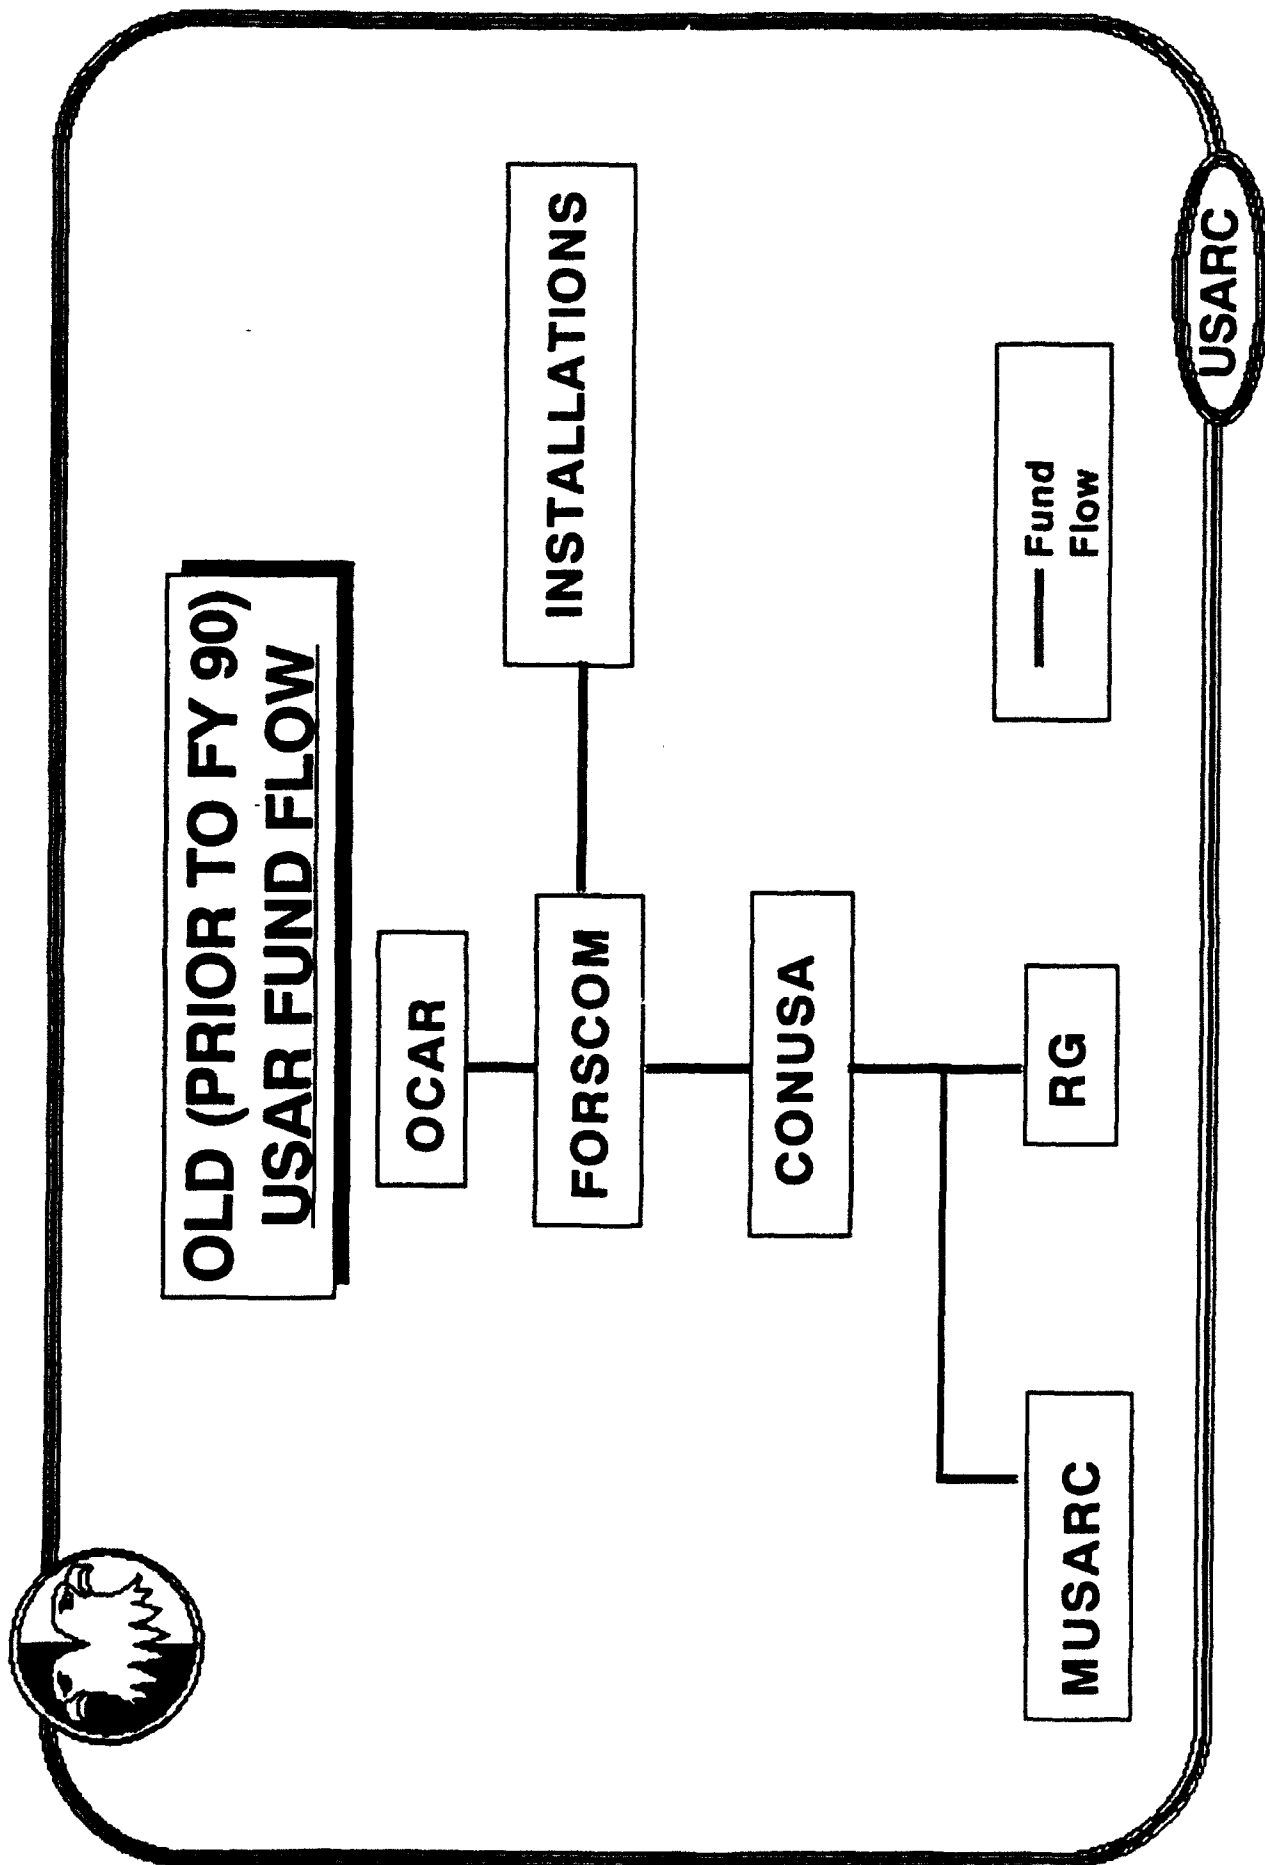 OLD (PRIOR TO FY 90)
USAR FUND FLOW
OCAR
FORSCOM
INSTALLATIONS
CONUSA
MUSARC
RG
Fund
Flow
USARC